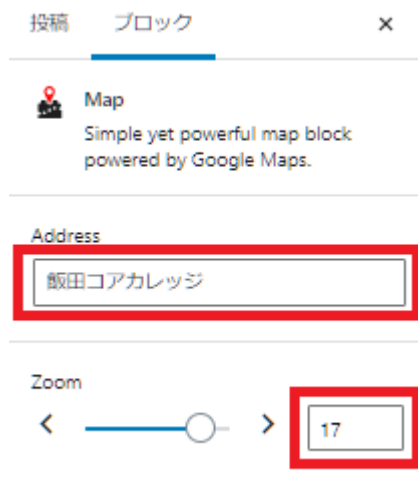 投稿 ブロック ×
Map
Simple yet powerful map block
powered by Google Maps.
Address
飯田コアカレッジ
Zoom
17